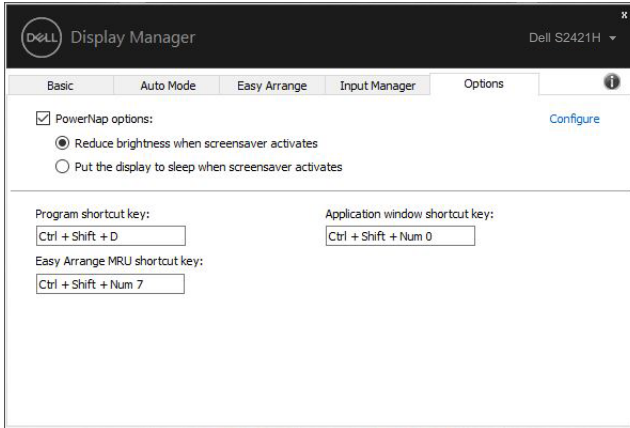 x
DELL Display Manager
Dell S2421H
Basic Auto Mode Easy Arrange Input Manager Options
PowerNap options:
Configure
Reduce brightness when screensaver activates
Put the display to sleep when screensaver activates
Program shortcut key:
Ctrl + Shift + D
Application window shortcut key:
Ctrl + Shift + Num 0
Easy Arrange MRU shortcut key:
Ctrl + Shift + Num 7